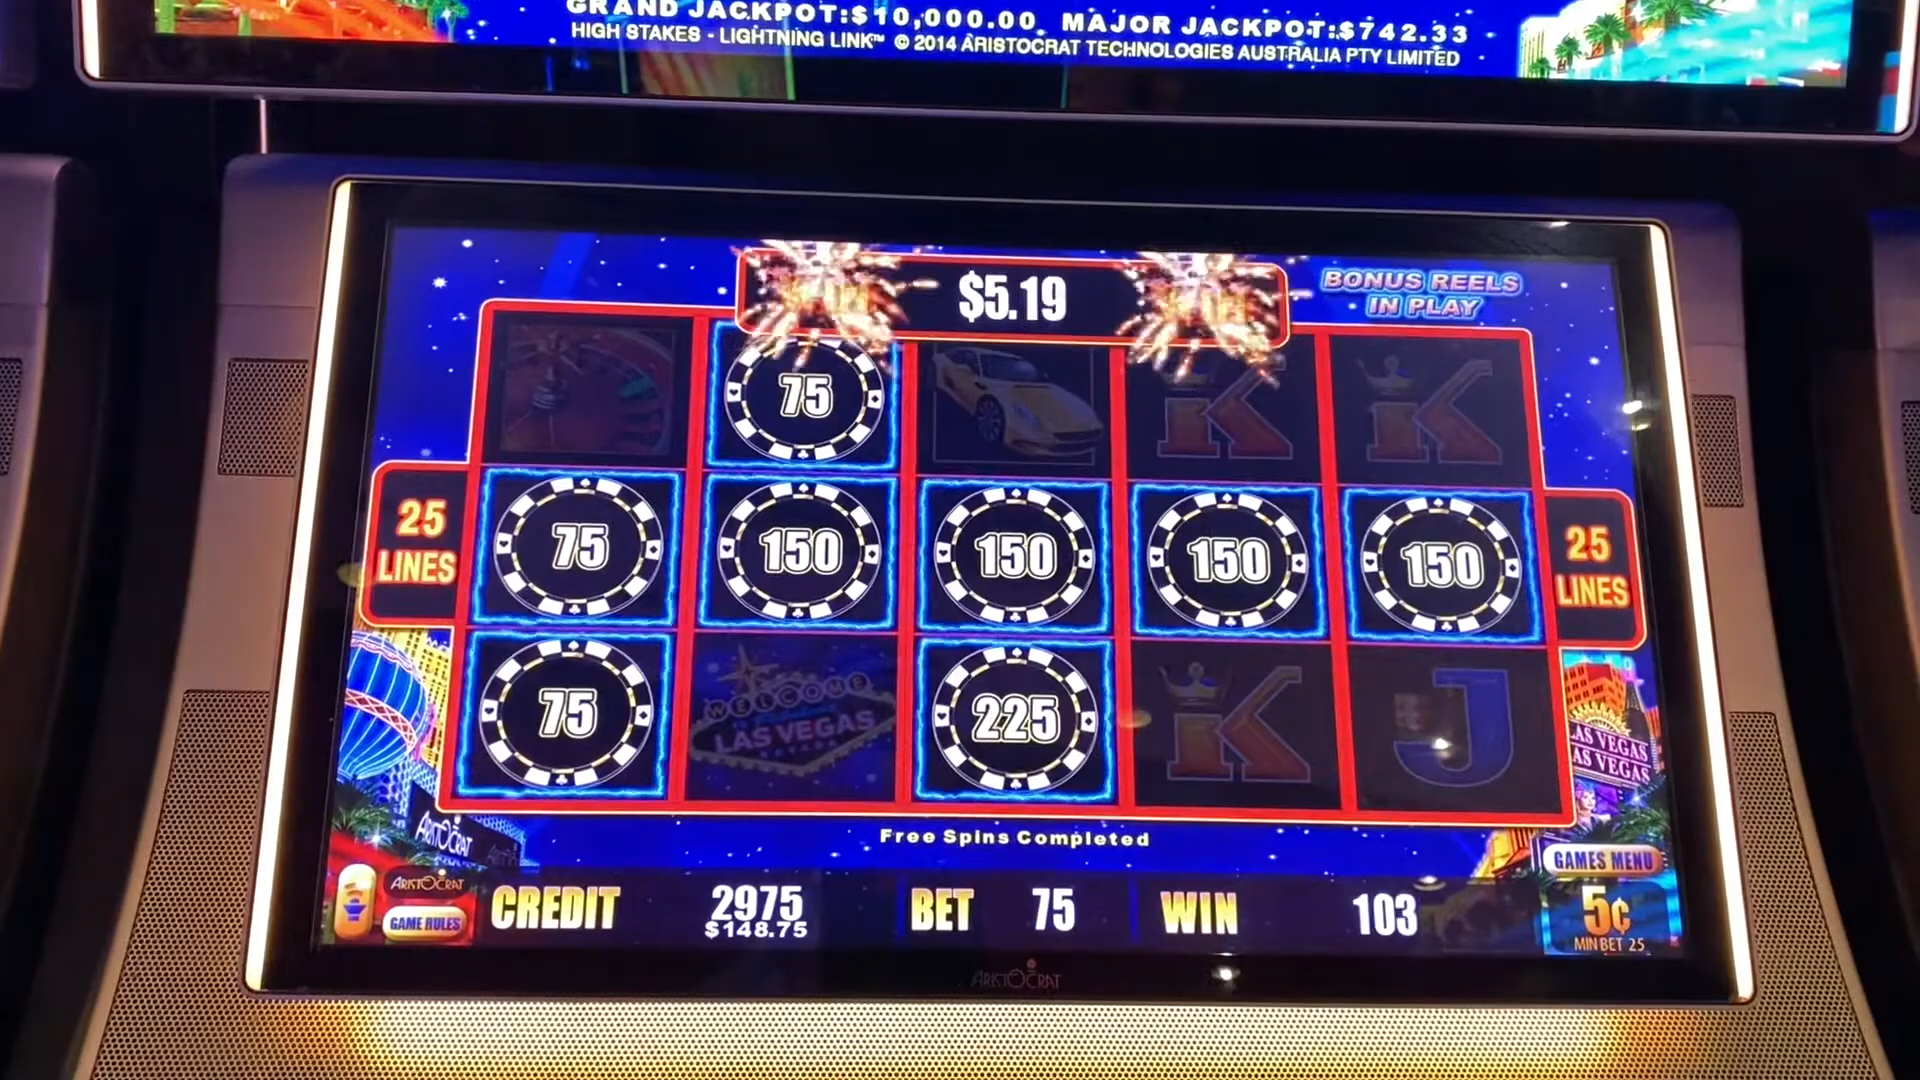 GRAND JACKPOT:$10,000.00 MAJOR JACKPOT:$742.33
HIGH STAKES - LIGHTNING LINK™ © 2014 ARISTOCRAT TECHNOLOGIES AUSTRALIA PTY LIMITED
$5.19
BONUS REELS
IN PLAY
75
K
K
25
LINES
75
150
150
150
150
25
LINES
75
WELCOME
LAS VEGAS
225
K
J
LAS VEGAS
LAS VEGAS
ARISTOCRAT
Free Spins Completed
GAMES MENU
ARISTOCRAT
GAME RULES
CREDIT
2975
$148.75
BET
75
WIN
103
5¢
MIN BET 25
ARISTOCRAT